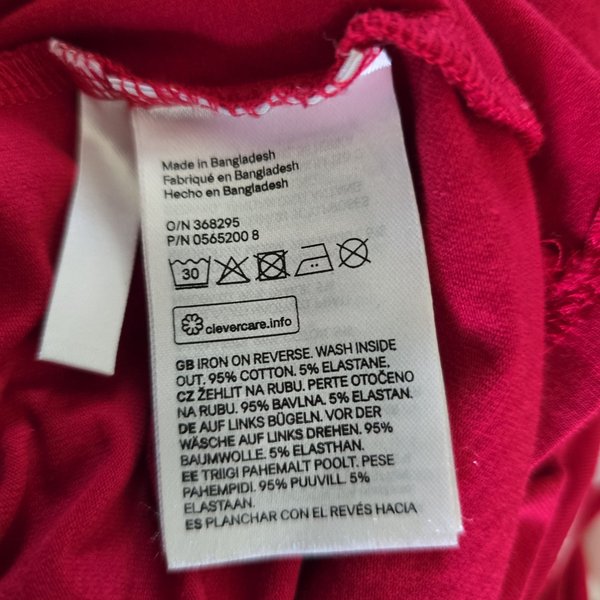 Made in Bangladesh
Fabriqué en Bangladesh
Hecho en Bangladesh
O/N 368295
P/N 0565200 8
30
clevercare.info
GB IRON ON REVERSE. WASH INSIDE
OUT. 95% COTTON. 5% ELASTANE,
CZ ŽEHLIT NA RUBU. PERTE OTOČENO
NA RUBU. 95% BAVLNA. 5% ELASTAN.
DE AUF LINKS BÜGELN. VOR DER
WÄSCHE AUF LINKS DREHEN. 95%
BAUMWOLLE. 5% ELASTHAN.
EE TRIIGI PAHEMALT POOLT. PESE
PAHEMPIDI. 95% PUUVILL. 5%
ELASTAAN.
ES PLANCHAR CON EL REVÉS HACIA